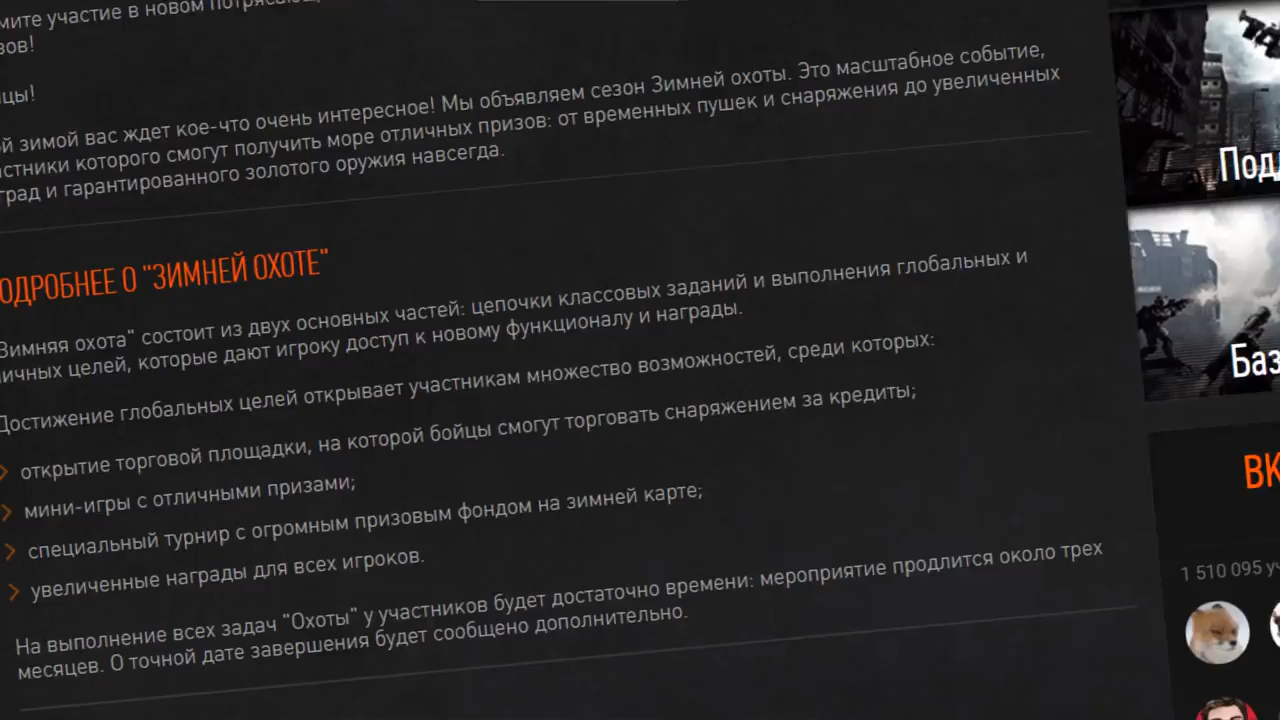 мите участие в новом
зов!
цы!
ой зимой вас ждет кое-что очень интересное! Мы объявляем сезон Зимней охоты. Это масштабное событие,
астники которого смогут получить море отличных призов: от временных пушек и снаряжения до увеличенных
град и гарантированного золотого оружия навсегда.
ОДРОБНЕЕ О "ЗИМНЕЙ ОХОТЕ"
Зимняя охота" состоит из двух основных частей: цепочки классовых заданий и выполнения глобальных и
ичных целей, которые дают игроку доступ к новому функционалу и награды.
Достижение глобальных целей открывает участникам множество возможностей, среди которых:
открытие торговой площадки, на которой бойцы смогут торговать снаряжением за кредиты;
мини-игры с отличными призами;
специальный турнир с огромным призовым фондом на зимней карте;
увеличенные награды для всех игроков.
На выполнение всех задач "Охоты" у участников будет достаточно времени: мероприятие продлится около трех
месяцев. О точной дате завершения будет сообщено дополнительно.
Под
Баз
ВК
1 510 095 уч